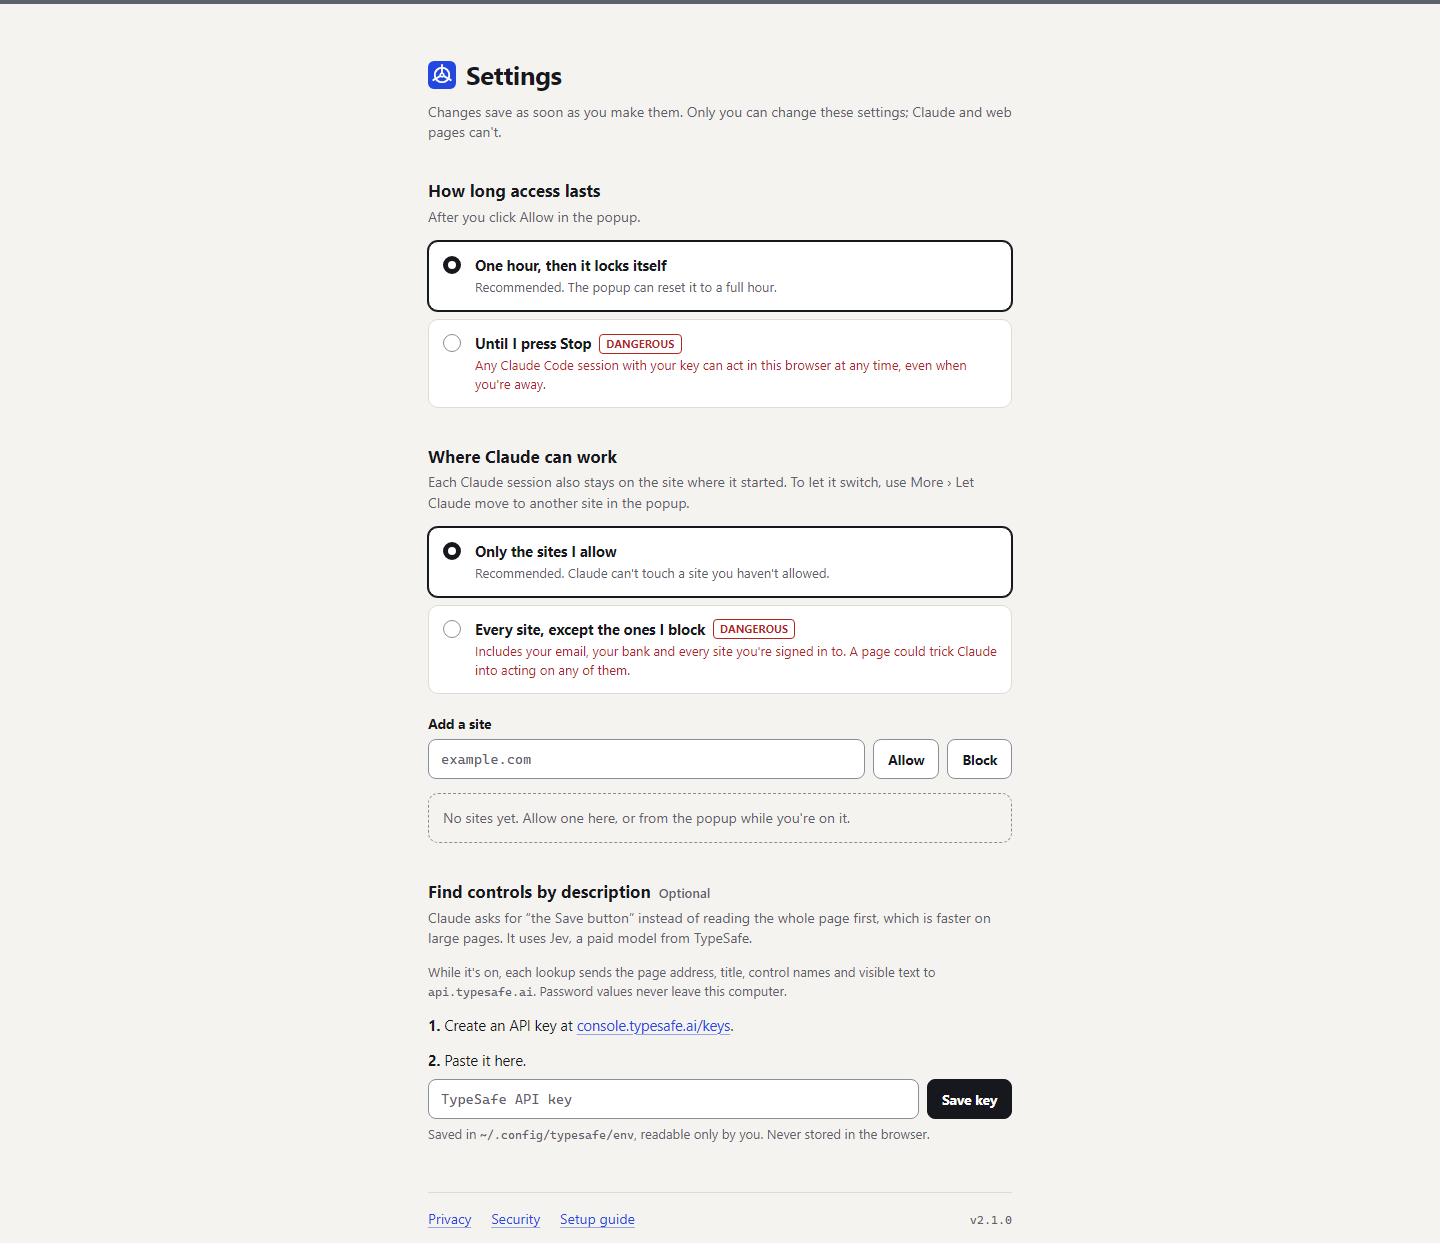 Settings
Changes save as soon as you make them. Only you can change these settings; Claude and web
pages can't.
How long access lasts
After you click Allow in the popup.
One hour, then it locks itself
Recommended. The popup can reset it to a full hour.
Until I press Stop DANGEROUS
Any Claude Code session with your key can act in this browser at any time, even when
you're away.
Where Claude can work
Each Claude session also stays on the site where it started. To let it switch, use More › Let
Claude move to another site in the popup.
Only the sites I allow
Recommended. Claude can't touch a site you haven't allowed.
Every site, except the ones I block DANGEROUS
Includes your email, your bank and every site you're signed in to. A page could trick Claude
into acting on any of them.
Add a site
example.com Allow Block
No sites yet. Allow one here, or from the popup while you're on it.
Find controls by description Optional
Claude asks for “the Save button” instead of reading the whole page first, which is faster on
large pages. It uses Jev, a paid model from TypeSafe.
While it's on, each lookup sends the page address, title, control names and visible text to
api.typesafe.ai. Password values never leave this computer.
1. Create an API key at console.typesafe.ai/keys.
2. Paste it here.
TypeSafe API key Save key
Saved in ~/.config/typesafe/env, readable only by you. Never stored in the browser.
Privacy Security Setup guide v2.1.0